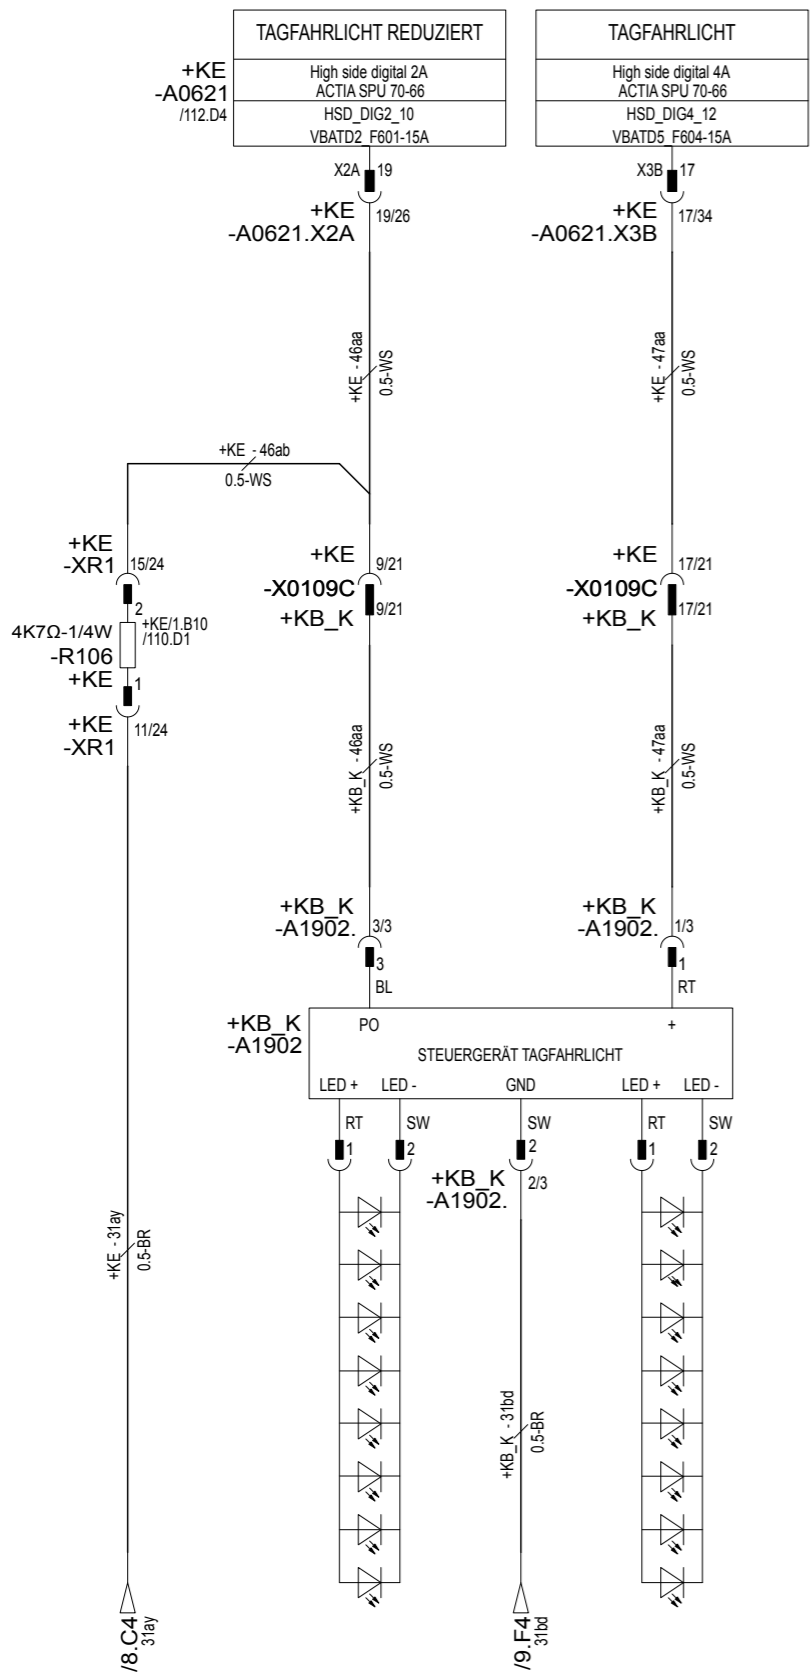 TAGFAHRLICHT REDUZIERT
TAGFAHRLICHT
+KE
-A0621
/112.D4
High side digital 2A
ACTIA SPU 70-66
HSD_DIG2_10
VBATD2_F601-15A
High side digital 4A
ACTIA SPU 70-66
HSD_DIG4_12
VBATD5_F604-15A
X2A 19
+KE 19/26
-A0621.X2A
X3B 17
+KE 17/34
-A0621.X3B
+KE - 46aa
0.5-WS
+KE - 47aa
0.5-WS
+KE - 46ab
0.5-WS
+KE
-XR1 15/24
2
4K7Ω-1/4W
+KE/1.B10
/110.D1
-R106
+KE 1
+KE
-XR1 11/24
+KE 9/21
-X0109C
+KB_K 9/21
+KE 17/21
-X0109C
+KB_K 17/21
+KB_K - 46aa
0.5-WS
+KB_K - 47aa
0.5-WS
+KB_K 3/3
-A1902.
3
BL
+KB_K 1/3
-A1902.
1
RT
+KB_K
-A1902
PO
+
STEUERGERÄT TAGFAHRLICHT
LED + LED - GND LED + LED -
RT SW SW RT SW
1 2 2 1 2
+KB_K 2/3
-A1902.
+KE - 31ay
0.5-BR
+KB_K - 31bd
0.5-BR
/8.C4
31ay
/9.F4
31bd